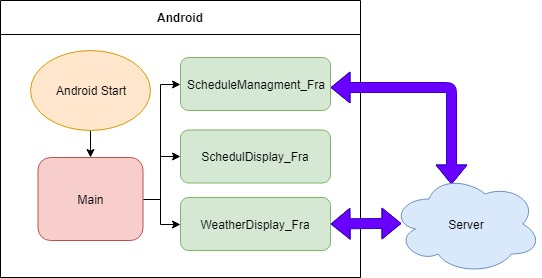 Android
Android Start
ScheduleManagment_Fra
SchedulDisplay_Fra
Main
WeatherDisplay_Fra
Server